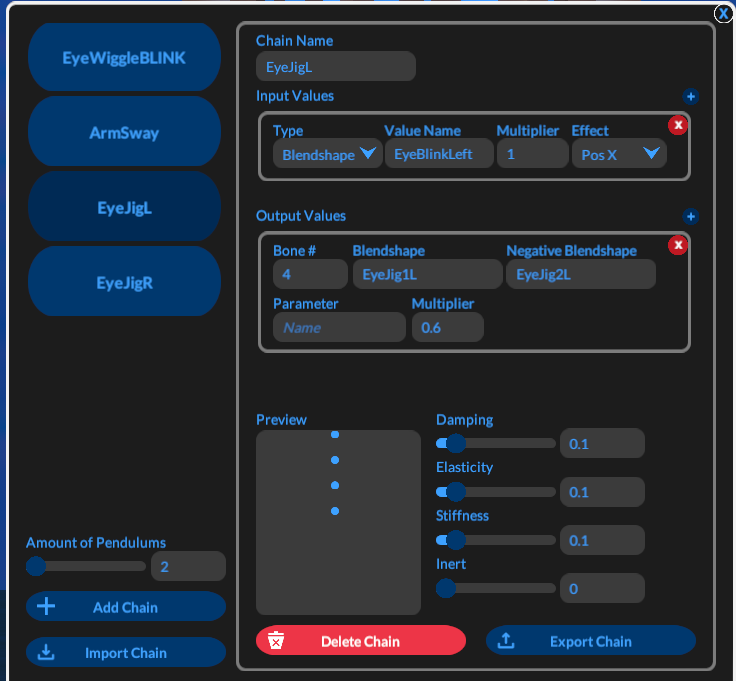 X
EyeWiggleBLINK
ArmSway
EyeJigL
EyeJigR
Amount of Pendulums
2
Add Chain
Import Chain
Chain Name
EyeJigL
Input Values +
x
Type Value Name Multiplier Effect
Blendshape EyeBlinkLeft 1 Pos X
Output Values +
x
Bone # Blendshape Negative Blendshape
4 EyeJig1L EyeJig2L
Parameter Multiplier
Name 0.6
Preview
Damping
0.1
Elasticity
0.1
Stiffness
0.1
Inert
0
Delete Chain
Export Chain